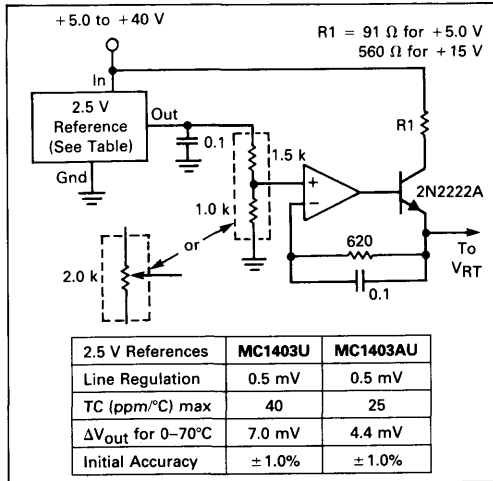 +5.0 to +40 V
R1 = 91 Ω for +5.0 V
560 Ω for +15 V
In
2.5 V
Reference
(See Table)
Out
Gnd
0.1
1.5 k
1.0 k
or
2.0 k
+
−
R1
2N2222A
620
0.1
To
VRT
2.5 V References MC1403U MC1403AU
Line Regulation 0.5 mV 0.5 mV
TC (ppm/°C) max 40 25
ΔVout for 0–70°C 7.0 mV 4.4 mV
Initial Accuracy ±1.0% ±1.0%